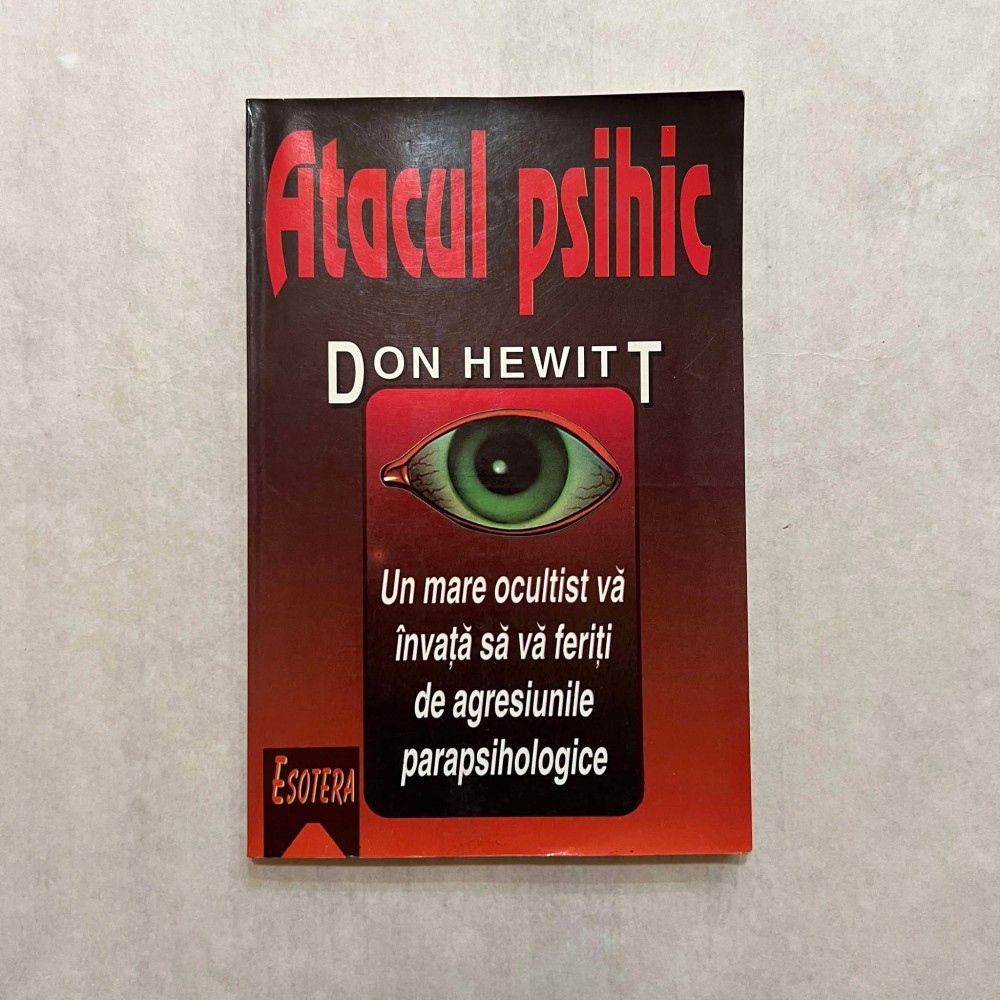 Atacul psihic
DON HEWITT
Un mare ocultist vă
învață să vă feriți
de agresiunile
parapsihologice
ESOTERA